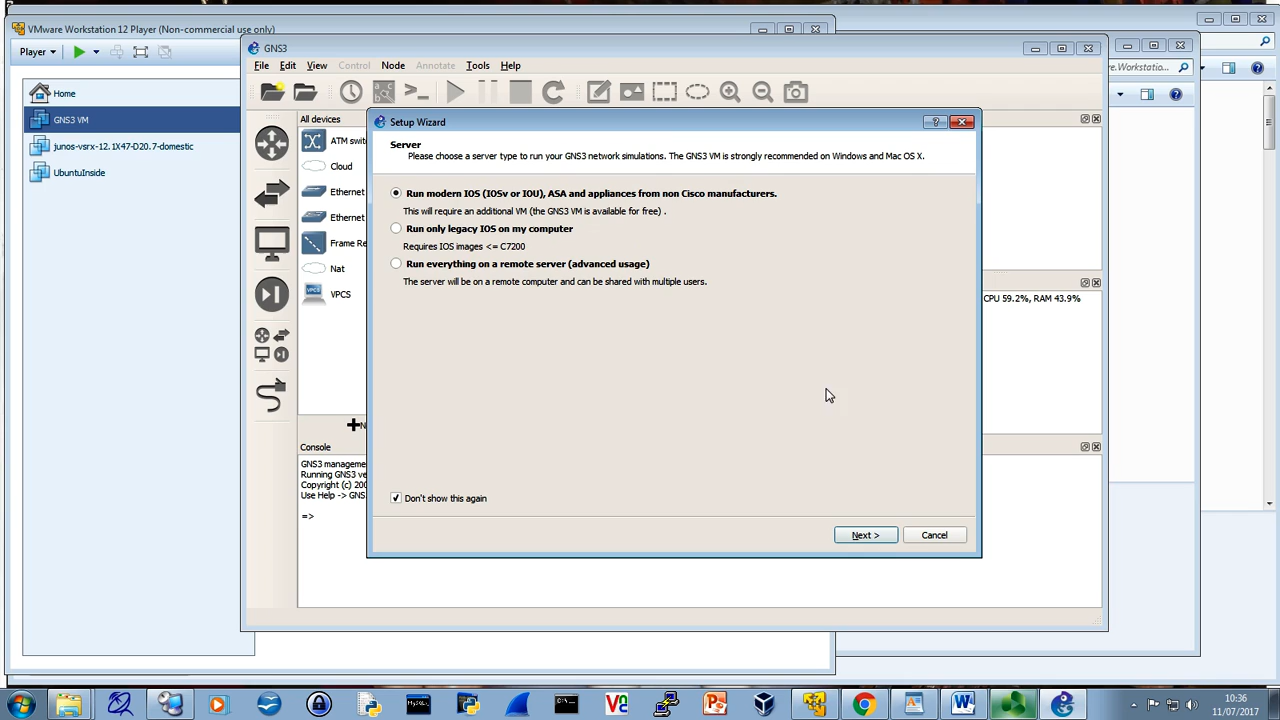 VMware Workstation 12 Player (Non-commercial use only)
Player
Home
GNS3 VM
junos-vsrx-12.1X47-D20.7-domestic
UbuntuInside
GNS3
File Edit View Control Annotate Node Tools Help
All devices
ATM switc
Cloud
Ethernet
Ethernet
Frame Re
Nat
VPCS
Setup Wizard
Server
Please choose a server type to run your GNS3 network simulations. The GNS3 VM is strongly recommended on Windows and Mac OS X.
Run modern IOS (IOSv or IOU), ASA and appliances from non Cisco manufacturers.
This will require an additional VM (the GNS3 VM is available for free) .
Run only legacy IOS on my computer
Requires IOS images <= C7200
Run everything on a remote server (advanced usage)
The server will be on a remote computer and can be shared with multiple users.
Don't show this again
Next >
Cancel
re.Workstatio...
CPU 59.2%, RAM 43.9%
Console
GNS3 manageme
Running GNS3 ve
Copyright (c) 200
Use Help -> GNS
=>
MySQL
10:36
11/07/2017